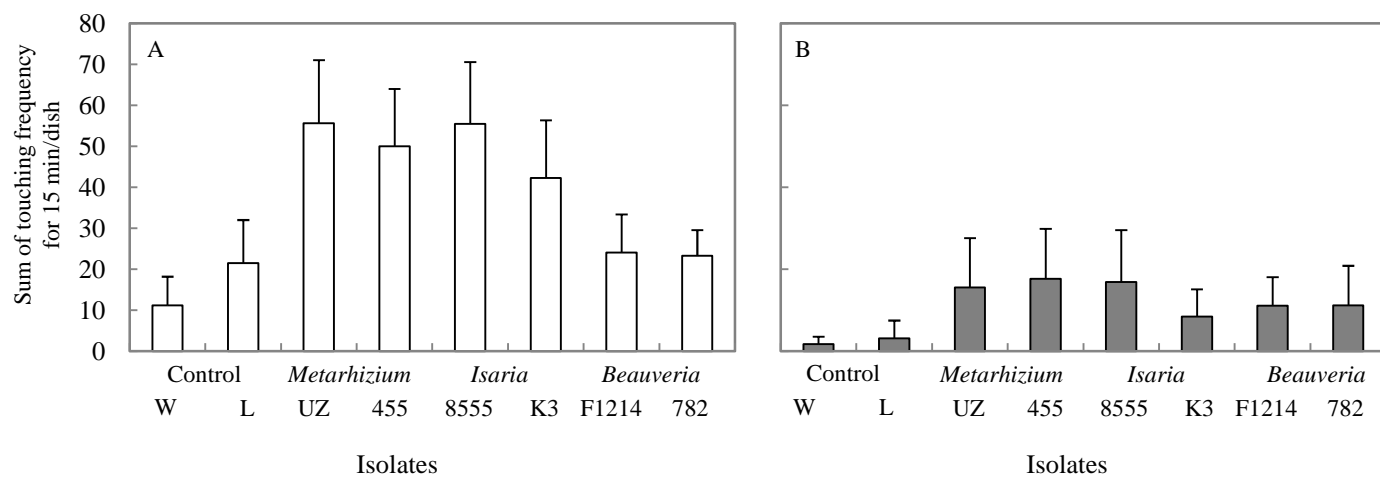 Sum of touching frequency
for 15 min/dish
80
70
60
50
40
30
20
10
0
A
Control Metarhizium Isaria Beauveria
W L UZ 455 8555 K3 F1214 782
Isolates
B
Control Metarhizium Isaria Beauveria
W L UZ 455 8555 K3 F1214 782
Isolates